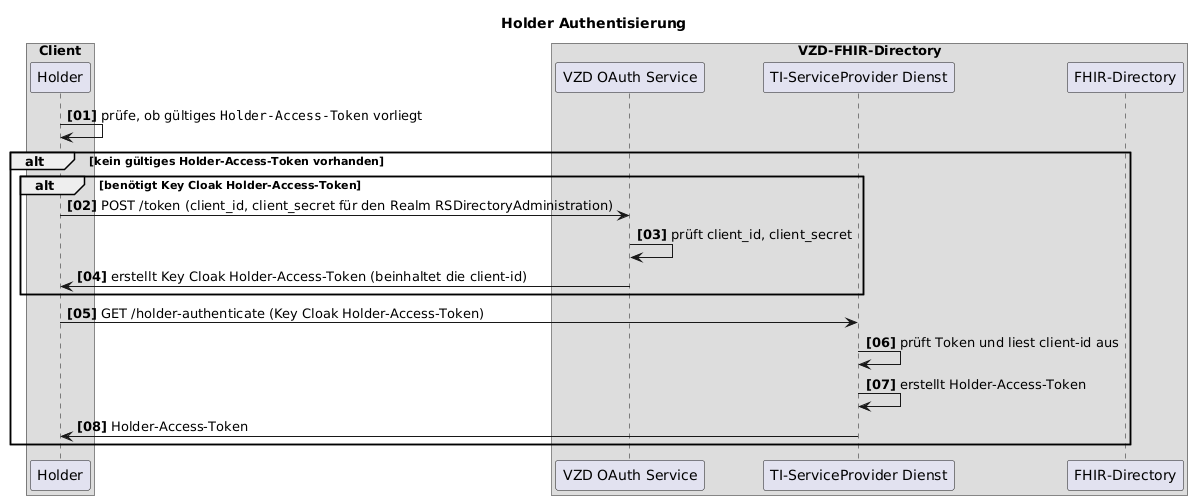 Holder Authentisierung
Client
VZD-FHIR-Directory
Holder
VZD OAuth Service
TI-ServiceProvider Dienst
FHIR-Directory
[01] prüfe, ob gültiges Holder-Access-Token vorliegt
alt [kein gültiges Holder-Access-Token vorhanden]
alt [benötigt Key Cloak Holder-Access-Token]
[02] POST /token (client_id, client_secret für den Realm RSDirectoryAdministration)
[03] prüft client_id, client_secret
[04] erstellt Key Cloak Holder-Access-Token (beinhaltet die client-id)
[05] GET /holder-authenticate (Key Cloak Holder-Access-Token)
[06] prüft Token und liest client-id aus
[07] erstellt Holder-Access-Token
[08] Holder-Access-Token
Holder
VZD OAuth Service
TI-ServiceProvider Dienst
FHIR-Directory